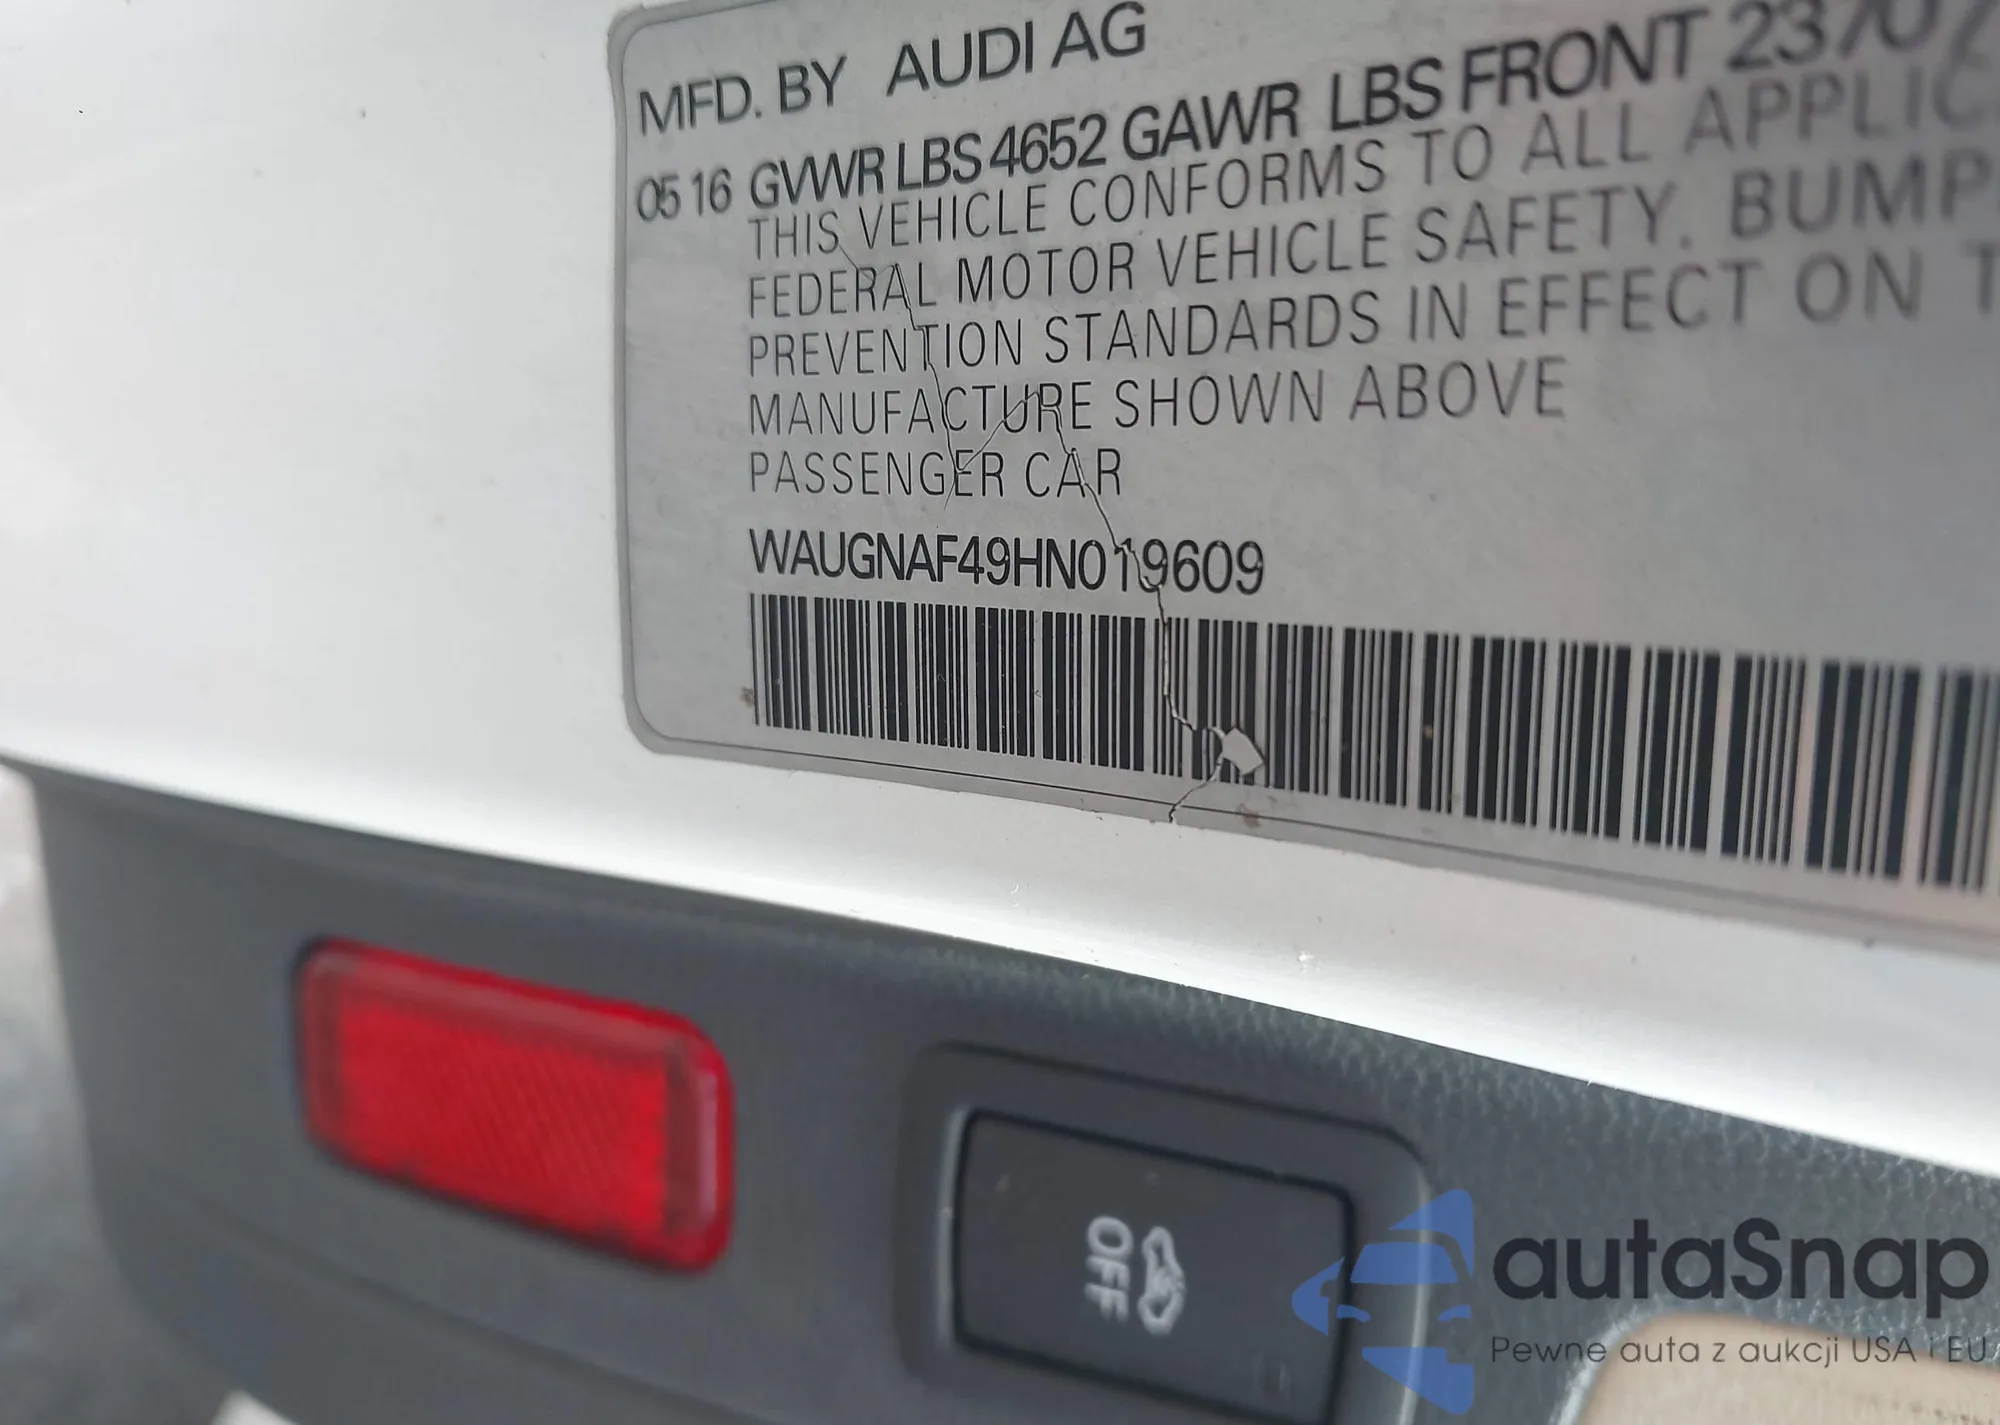 MFD. BY AUDI AG
05 16 GVWR LBS 4652 GAWR LBS FRONT 2370
THIS VEHICLE CONFORMS TO ALL
FEDERAL MOTOR VEHICLE SAFETY.
PREVENTION STANDARDS IN EFFECT ON
MANUFACTURE SHOWN ABOVE
PASSENGER CAR
WAUGNAF49HN019609
OFF
autaSnap
Pewne auta z aukcji USA i EU